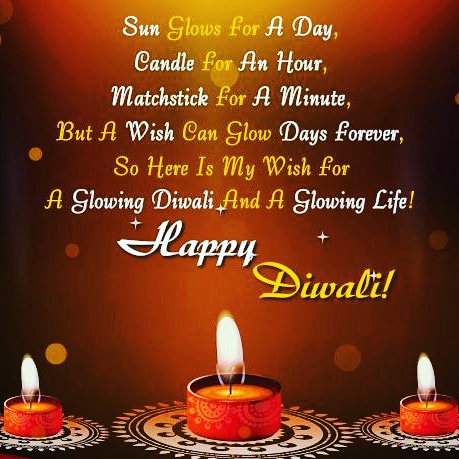 Sun Glows For A Day,
Candle For An Hour,
Matchstick For A Minute,
But A Wish Can Glow Days Forever,
So Here Is My Wish For
A Glowing Diwali And A Glowing Life!
Happy
Diwali!